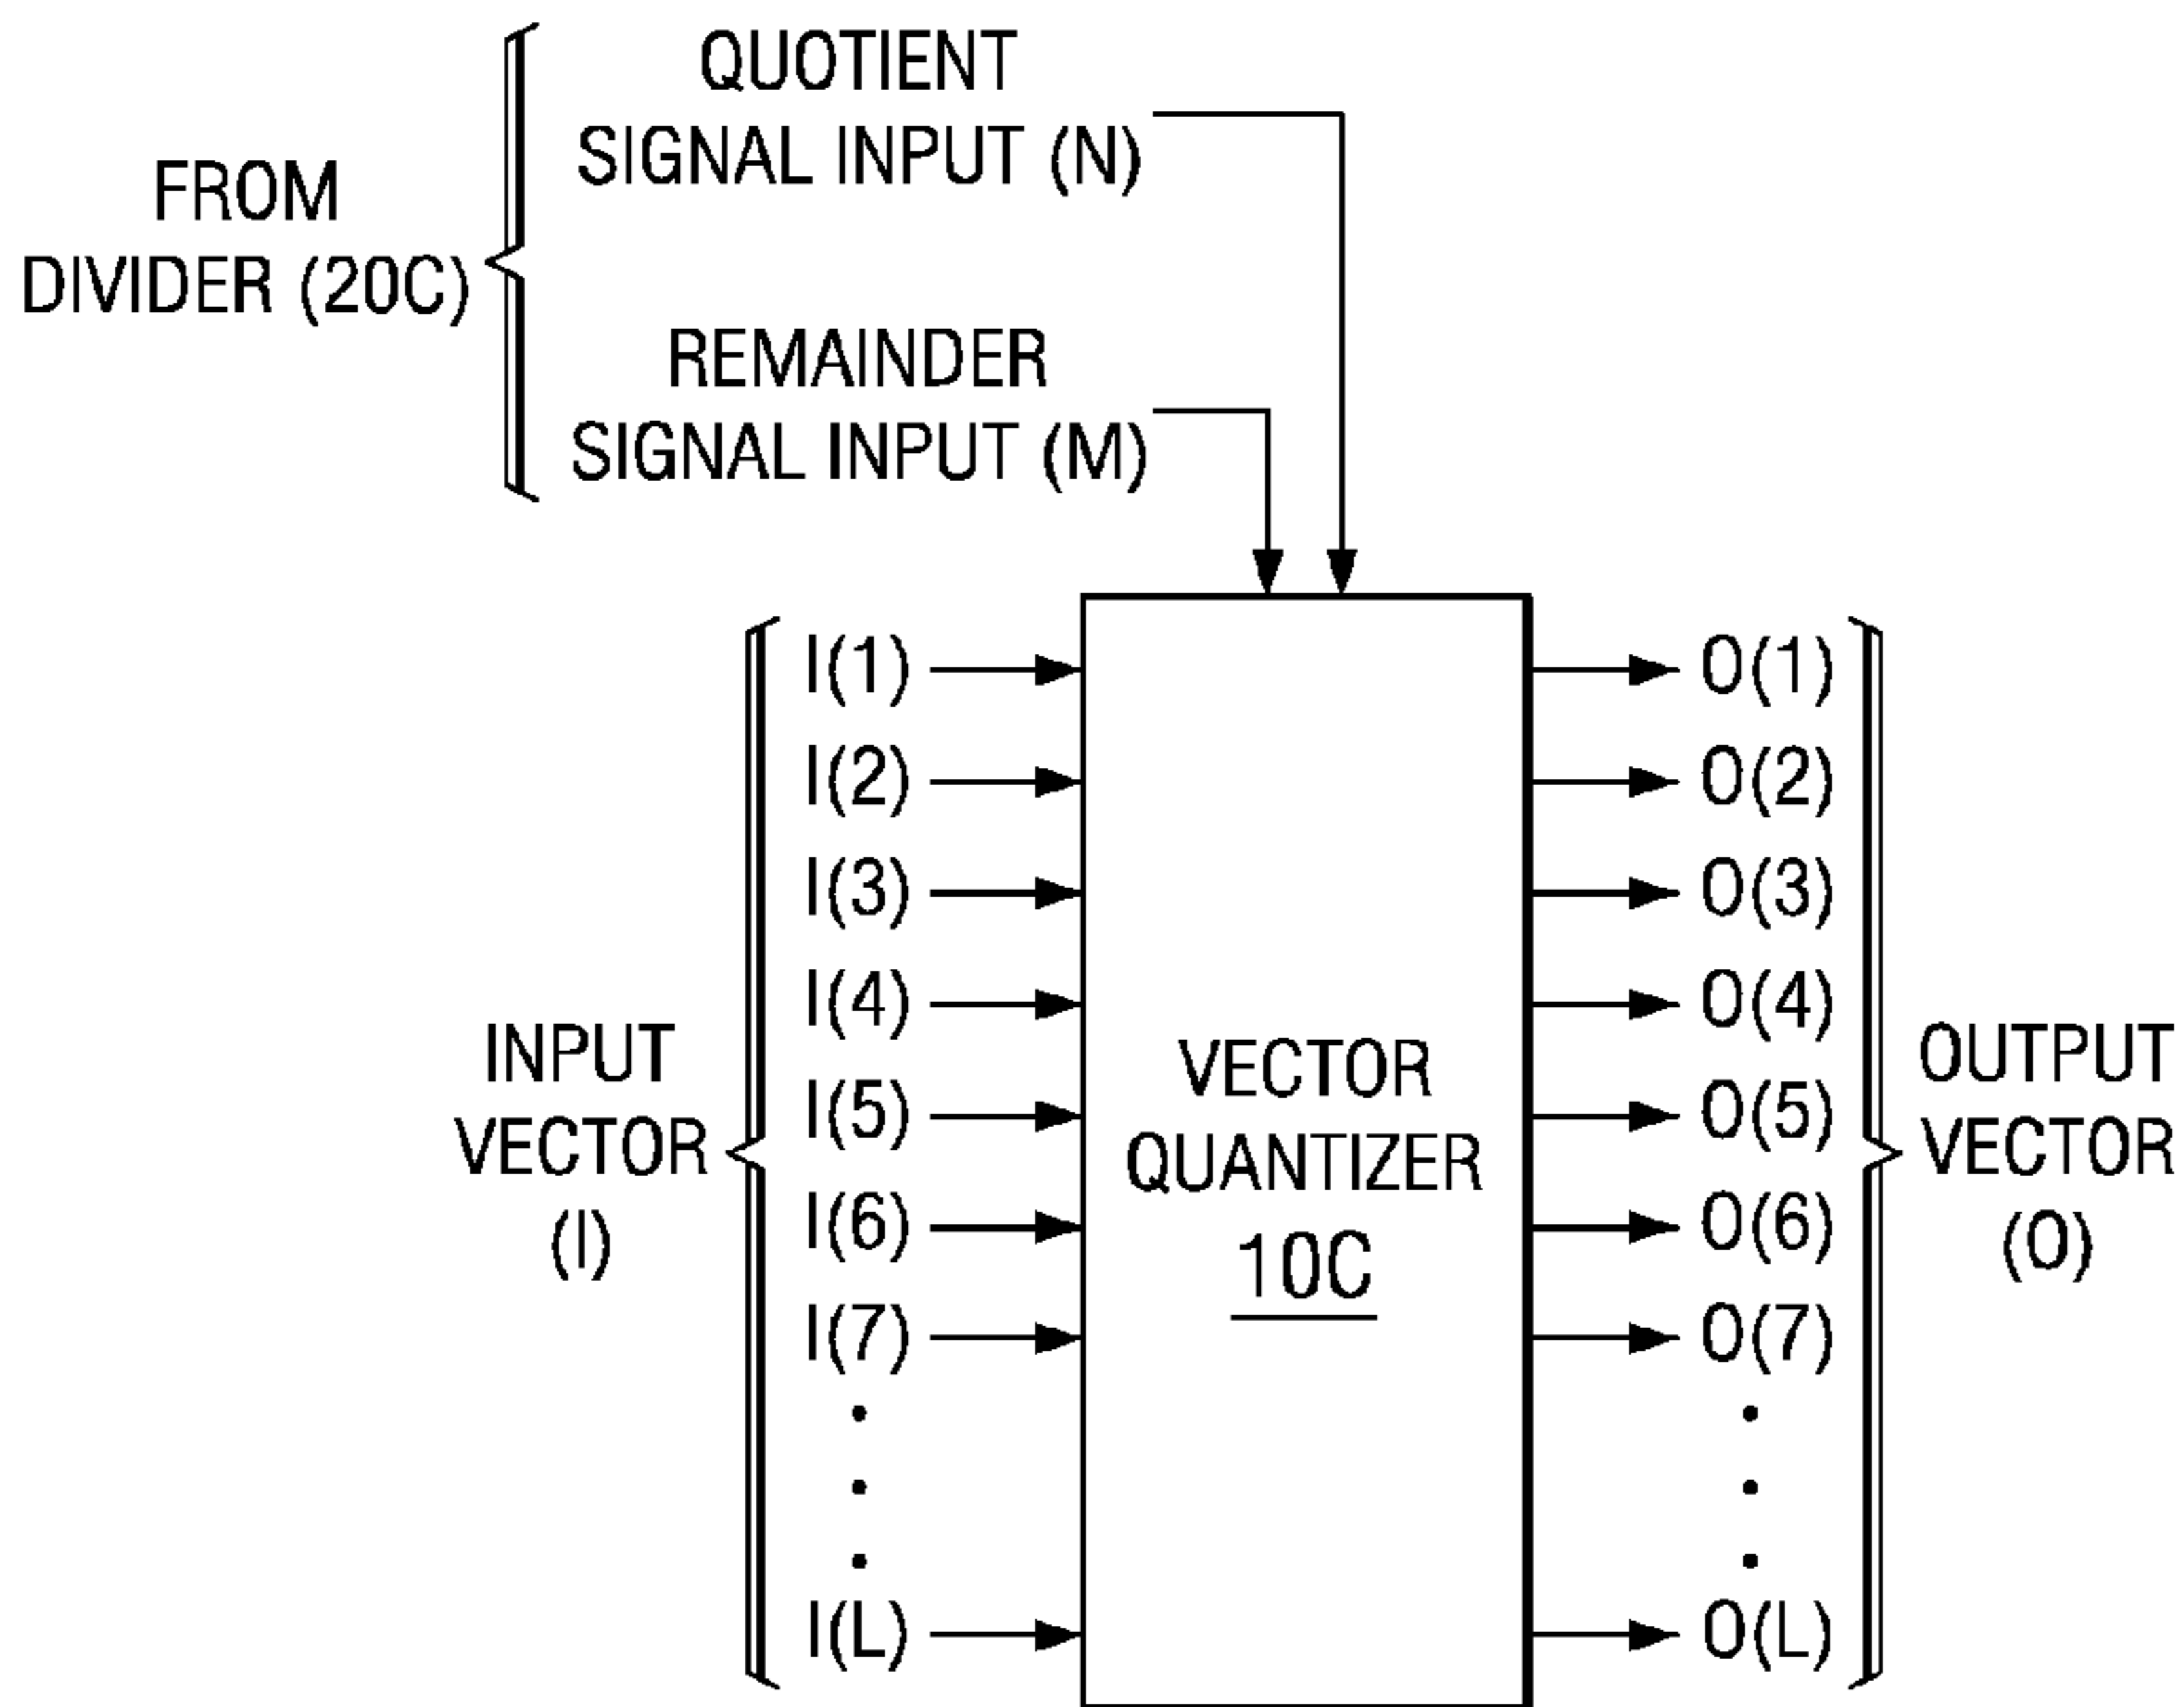 QUOTIENT
SIGNAL INPUT (N)
FROM
DIVIDER (20C)
REMAINDER
SIGNAL INPUT (M)
I(1)
I(2)
I(3)
I(4)
I(5)
I(6)
I(7)
I(L)
INPUT
VECTOR
(I)
VECTOR
QUANTIZER
10C
O(1)
O(2)
O(3)
O(4)
O(5)
O(6)
O(7)
O(L)
OUTPUT
VECTOR
(O)